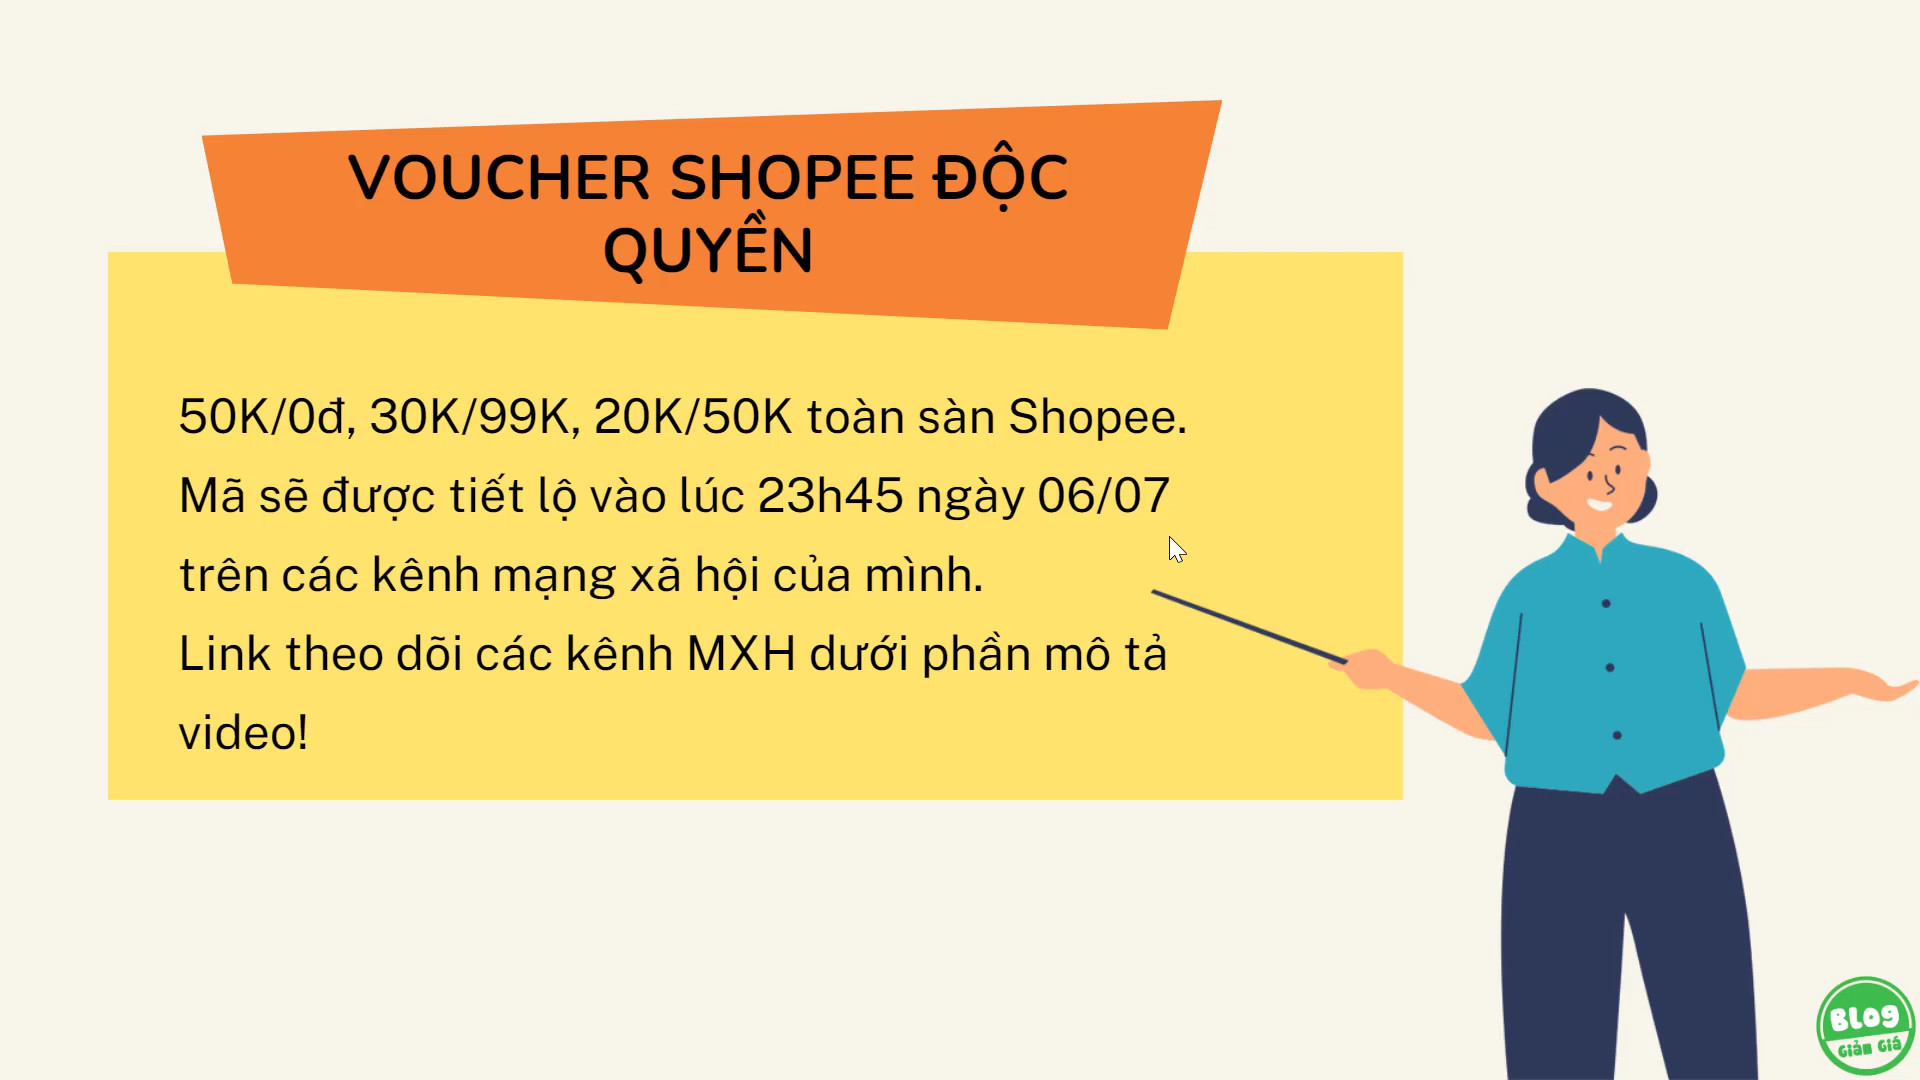 VOUCHER SHOPEE ĐỘC
QUYỀN
50K/0đ, 30K/99K, 20K/50K toàn sàn Shopee.
Mã sẽ được tiết lộ vào lúc 23h45 ngày 06/07
trên các kênh mạng xã hội của mình.
Link theo dõi các kênh MXH dưới phần mô tả
video!
BLOg
Giảm Giá